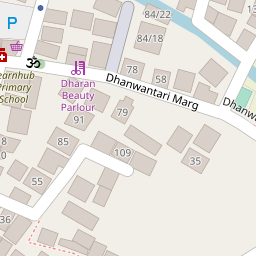 84/22
84/18
P
78
58
Dhanwantari Marg
Dhanw
earnhub
Primary
School
ॐ
Dharan
Beauty
Parlour
79
91
109
35
85
55
36